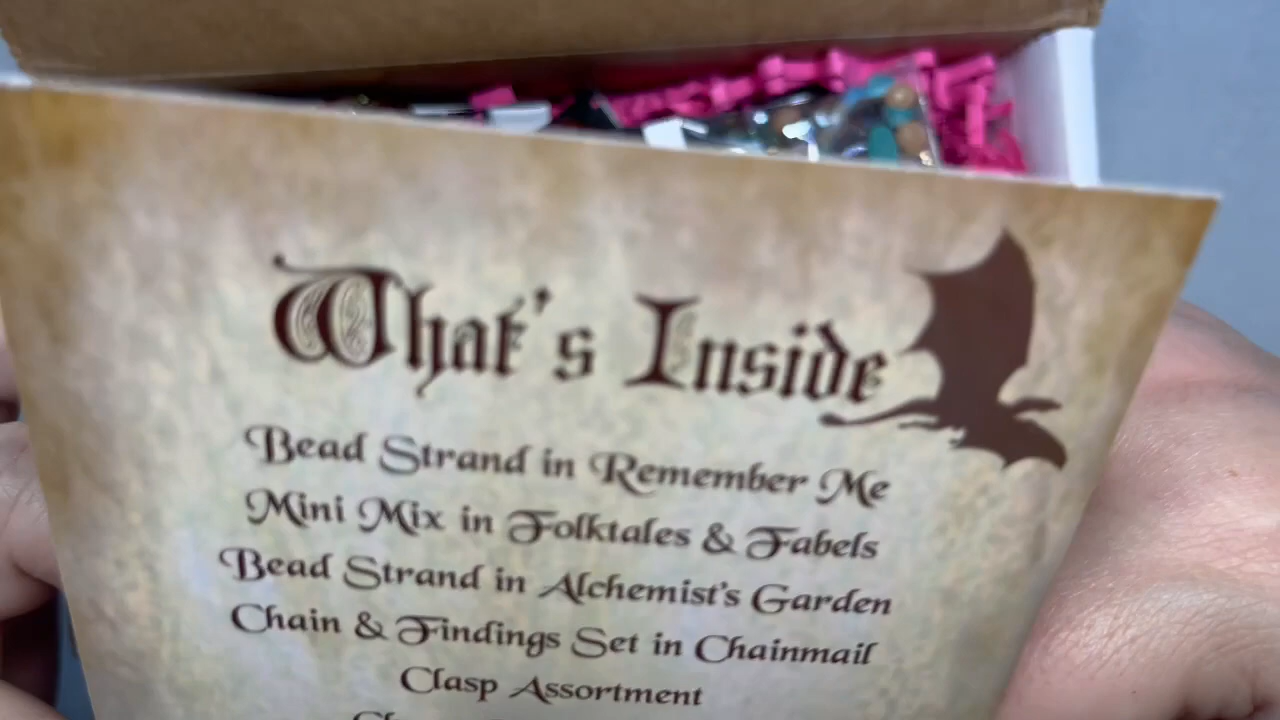 What's Inside
Bead Strand in Remember Me
Mini Mix in Folktales & Fabels
Bead Strand in Alchemist's Garden
Chain & Findings Set in Chainmail
Clasp Assortment